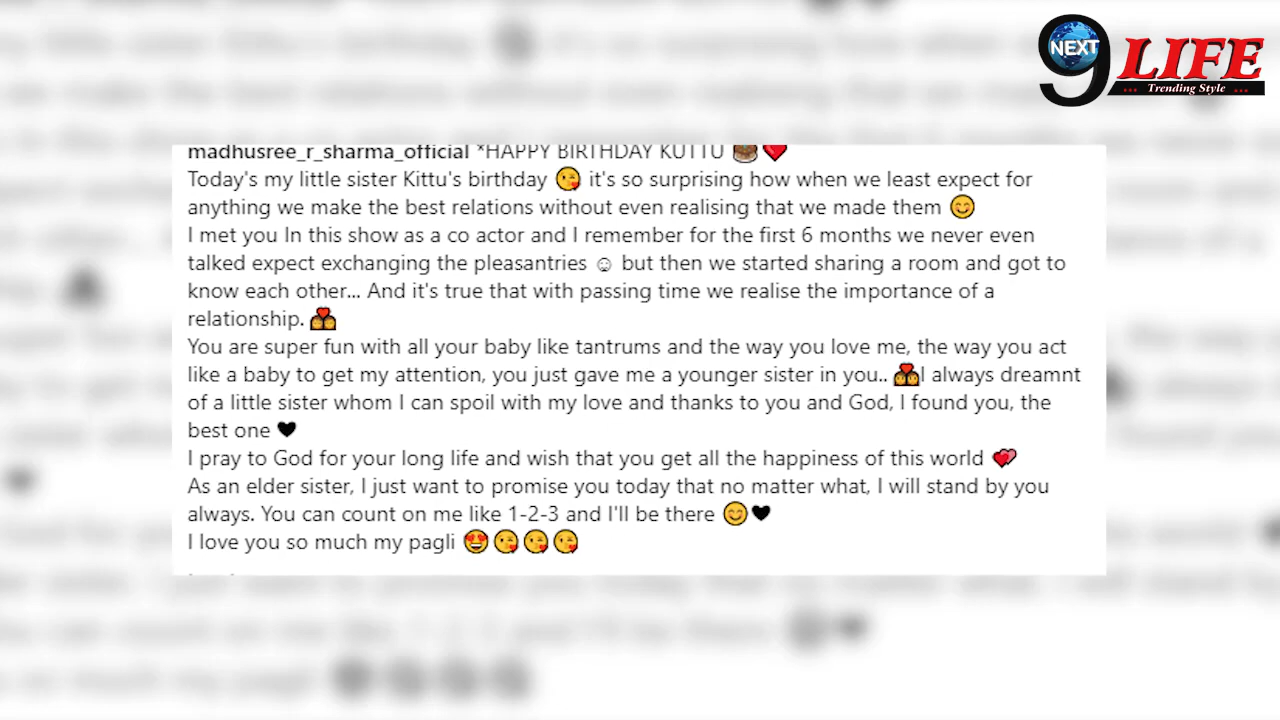 9 NEXT LIFE
... Trending Style ...
madhusree_r_sharma_official *HAPPY BIRTHDAY KUTTU 🎂❤️
Today's my little sister Kittu's birthday 😘 it's so surprising how when we least expect for
anything we make the best relations without even realising that we made them 😊
I met you In this show as a co actor and I remember for the first 6 months we never even
talked expect exchanging the pleasantries ☺ but then we started sharing a room and got to
know each other... And it's true that with passing time we realise the importance of a
relationship. 👩‍❤️‍👩
You are super fun with all your baby like tantrums and the way you love me, the way you act
like a baby to get my attention, you just gave me a younger sister in you.. 👩‍❤️‍👩I always dreamnt
of a little sister whom I can spoil with my love and thanks to you and God, I found you, the
best one ♥
I pray to God for your long life and wish that you get all the happiness of this world 💕
As an elder sister, I just want to promise you today that no matter what, I will stand by you
always. You can count on me like 1-2-3 and I'll be there 😊♥
I love you so much my pagli 😍😘😘😘